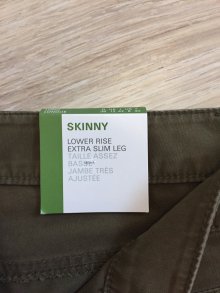 SKINNY
LOWER RISE
EXTRA SLIM LEG
TAILLE ASSEZ
BASSE
JAMBE TRÈS
AJUSTÉE